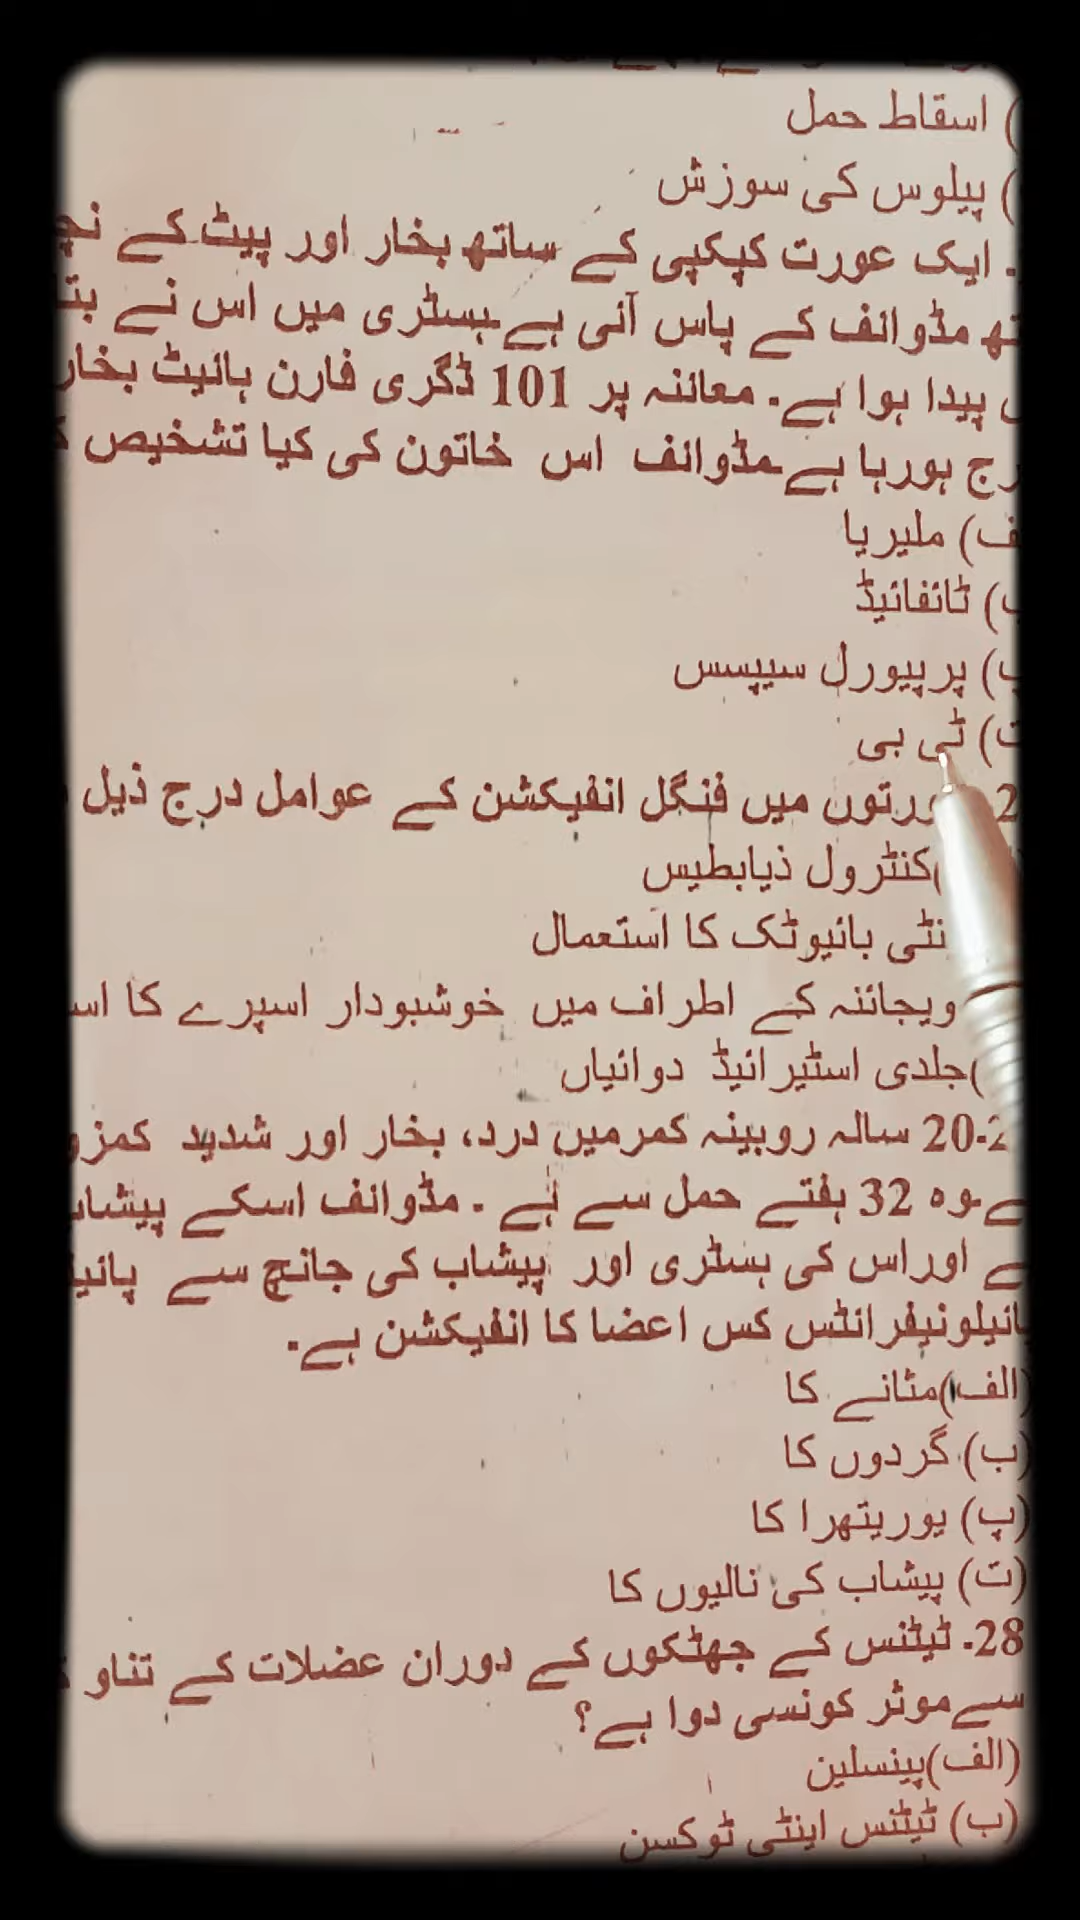 ) اسقاط حمل
) پیلوس کی سوزش
. ایک عورت کپکپی کے ساتھ بخار اور پیٹ کے
مڈوائف کے پاس آئی ہے ہسٹری میں اس نے
پیدا ہوا ہے. معائنہ پر 101 ڈگری فارن ہائیٹ بخار
ہورہا ہے.مڈوائف اس خاتون کی کیا تشخیص
) ملیریا
) ٹائفائیڈ
) پرپیورل سیپسس
) ٹی بی
میں فنگل انفیکشن کے عوامل درج ذیل
)کنٹرول ذیابطیس
بائیوٹک کا استعمال
ویجائنہ کے اطراف میں خوشبودار اسپرے کا
)جلدی اسٹیرائیڈ دوائیاں
20 سالہ روبینہ کمرمیں درد، بخار اور شدید
وہ 32 ہفتے حمل سے ہے . مڈوائف اسکے
اوراس کی ہسٹری اور پیشاب کی جانچ سے
کس اعضا کا انفیکشن ہے.
(الف)مثانے کا
(ب) گردوں کا
(پ) یوریتھرا کا
(ت) پیشاب کی نالیوں کا
28. ٹیٹنس کے جھٹکوں کے دوران عضلات کے تناو
سےموثر کونسی دوا ہے؟
(الف)پینسلین
(ب) ٹیٹنس اینٹی ٹوکسن